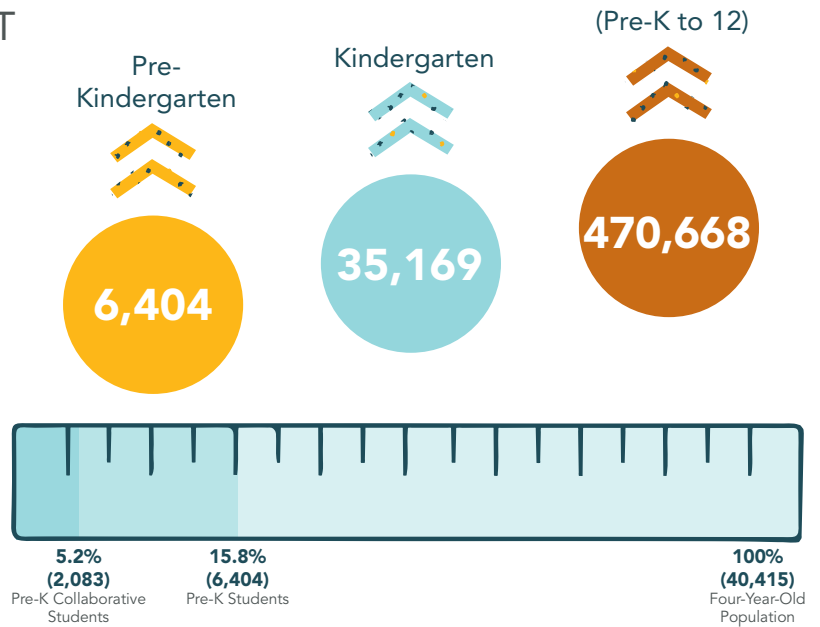 T
Pre-
Kindergarten
6,404
Kindergarten
35,169
(Pre-K to 12)
470,668
5.2%
(2,083)
Pre-K Collaborative
Students
15.8%
(6,404)
Pre-K Students
100%
(40,415)
Four-Year-Old
Population